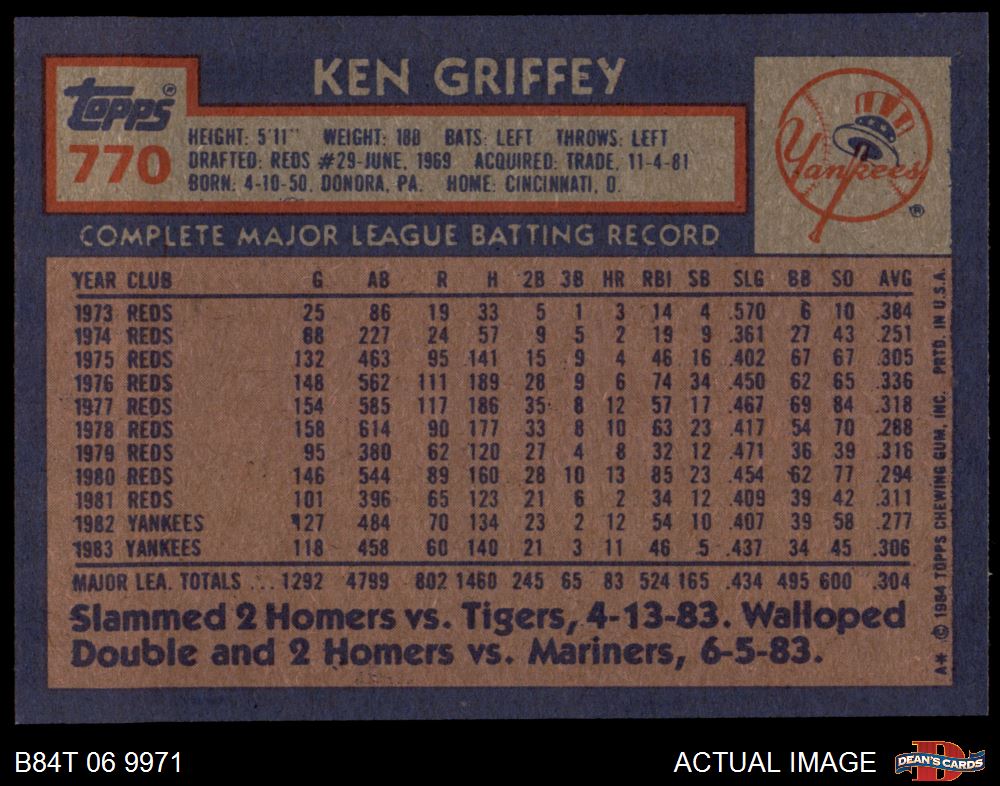 KEN GRIFFEY
Topps®
770
HEIGHT: 5'11" WEIGHT: 180 BATS: LEFT THROWS: LEFT
DRAFTED: REDS #29-JUNE, 1969 ACQUIRED: TRADE, 11-4-81
BORN: 4-10-50, DONORA, PA. HOME: CINCINNATI, O.
Yankees ®
COMPLETE MAJOR LEAGUE BATTING RECORD
YEAR CLUB G AB R H 2B 3B HR RBI SB SLG BB SO AVG
1973 REDS 25 86 19 33 5 1 3 14 4 .570 6 10 .384
1974 REDS 88 227 24 57 9 5 2 19 9 .361 27 43 .251
1975 REDS 132 463 95 141 15 9 4 46 16 .402 67 67 .305
1976 REDS 148 562 111 189 28 9 6 74 34 .450 62 65 .336
1977 REDS 154 585 117 186 35 8 12 57 17 .467 69 84 .318
1978 REDS 158 614 90 177 33 8 10 63 23 .417 54 70 .288
1979 REDS 95 380 62 120 27 4 8 32 12 .471 36 39 .316
1980 REDS 146 544 89 160 28 10 13 85 23 .454 62 77 .294
1981 REDS 101 396 65 123 21 6 2 34 12 .409 39 42 .311
1982 YANKEES 127 484 70 134 23 2 12 54 10 .407 39 58 .277
1983 YANKEES 118 458 60 140 21 3 11 46 5 .437 34 45 .306
MAJOR LEA. TOTALS ... 1292 4799 802 1460 245 65 83 524 165 .434 495 600 .304
Slammed 2 Homers vs. Tigers, 4-13-83. Walloped
Double and 2 Homers vs. Mariners, 6-5-83.
A* © 1984 TOPPS CHEWING GUM, INC. PRTD. IN U.S.A.
B84T 06 9971
ACTUAL IMAGE
D
DEAN'S CARDS